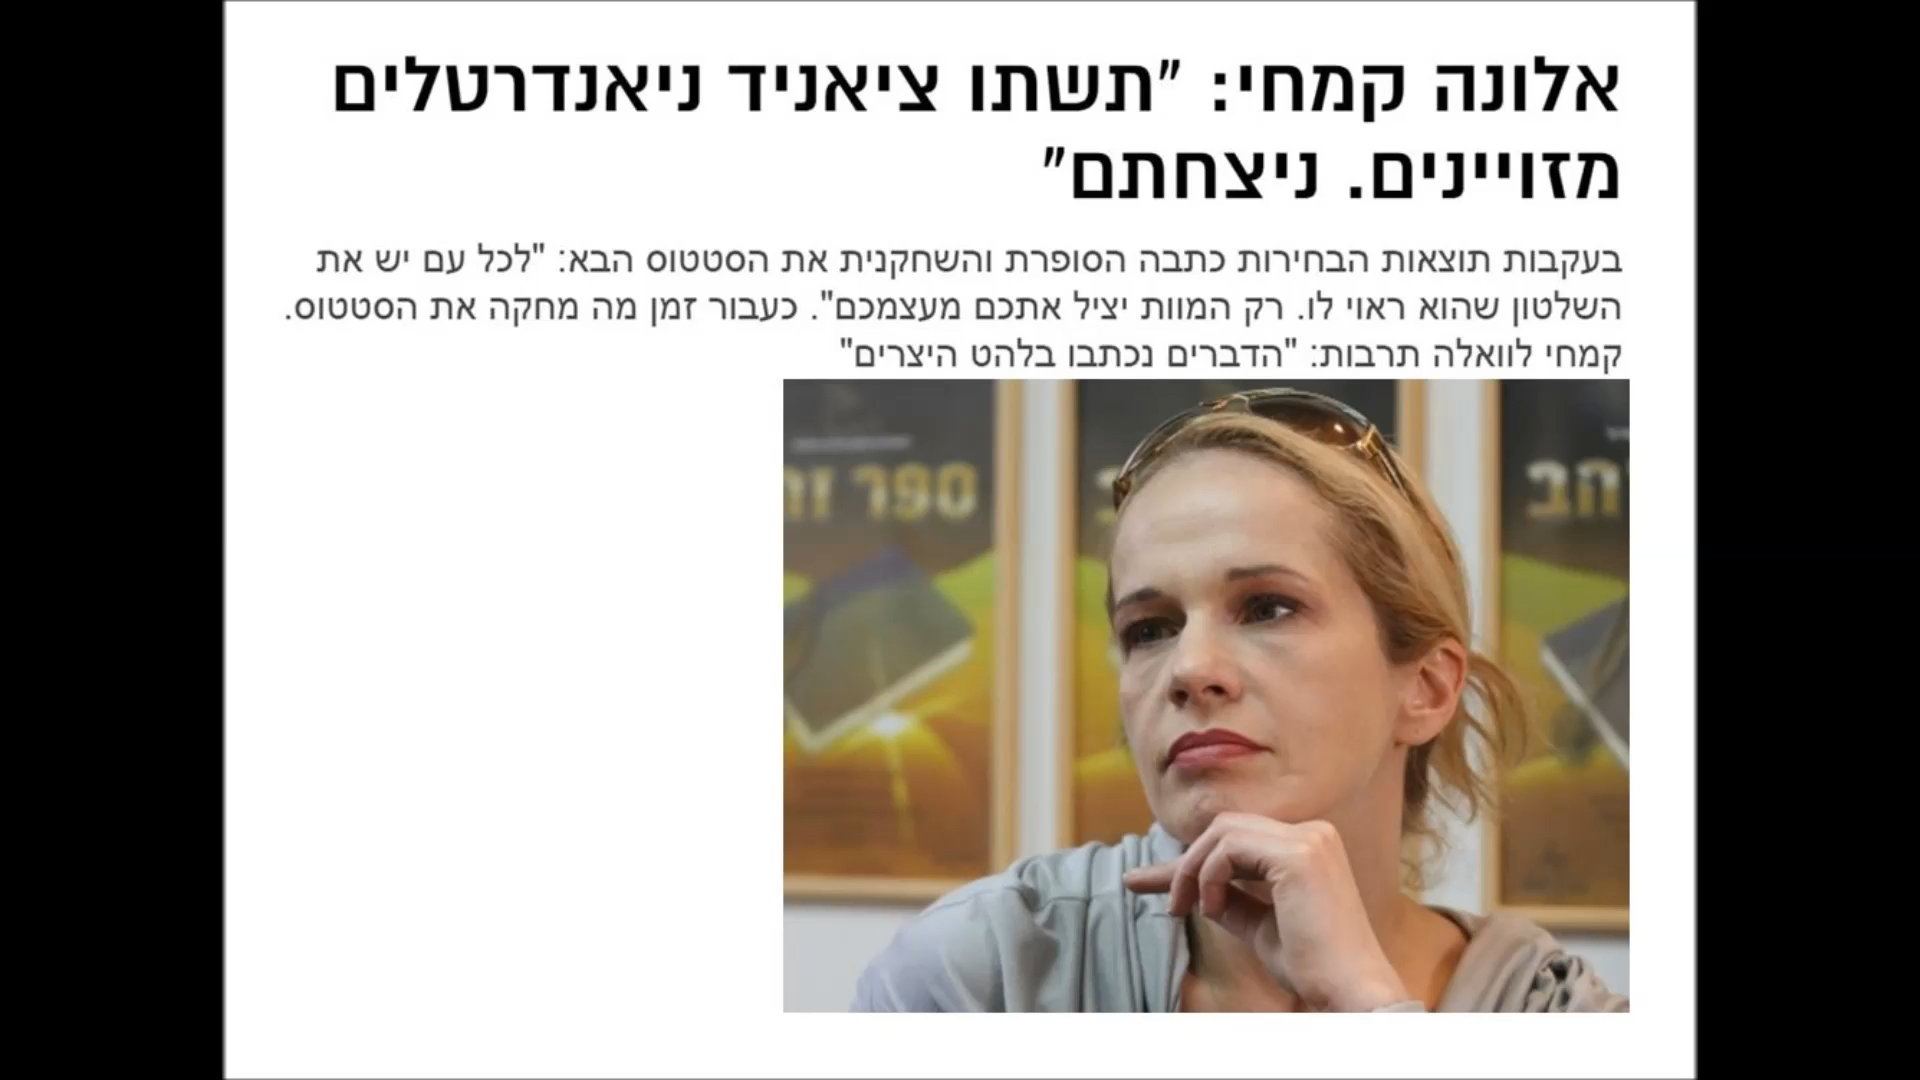 אלונה קמחי: "תשתו ציאניד ניאנדרטלים
מזויינים. ניצחתם"
בעקבות תוצאות הבחירות כתבה הסופרת והשחקנית את הסטטוס הבא: "לכל עם יש את
השלטון שהוא ראוי לו. רק המוות יציל אתכם מעצמכם". כעבור זמן מה מחקה את הסטטוס.
קמחי לוואלה תרבות: "הדברים נכתבו בלהט היצרים"
ספר